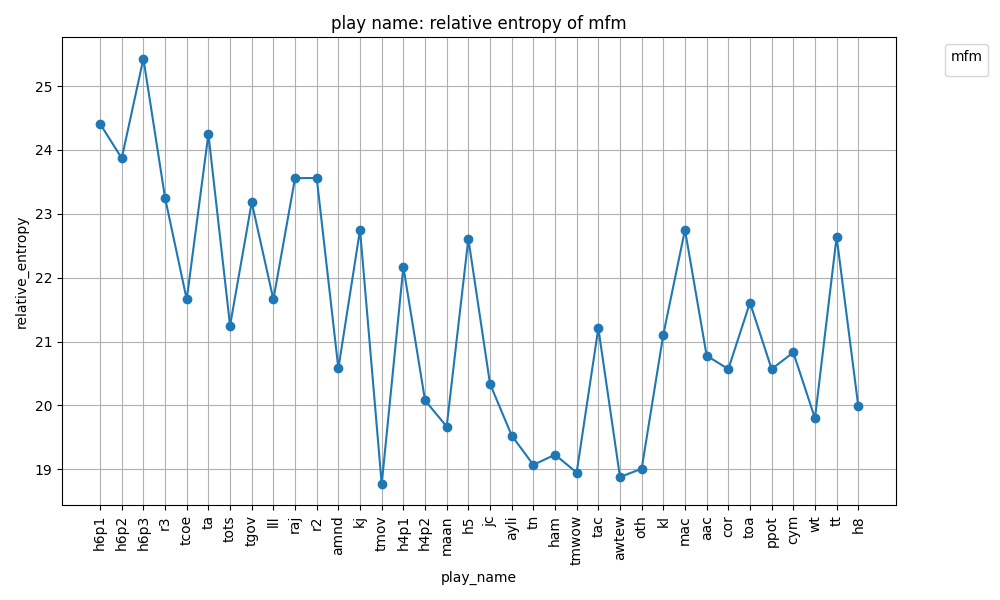 play name: relative entropy of mfm
mfm
relative_entropy
25
24
23
22
21
20
19
h6p1
h6p2
h6p3
r3
tcoe
ta
tots
tgov
lll
raj
r2
amnd
kj
tmov
h4p1
h4p2
maan
h5
jc
ayli
tn
ham
tmwow
tac
awtew
oth
kl
mac
aac
cor
toa
ppot
cyn
wt
tt
h8
play_name